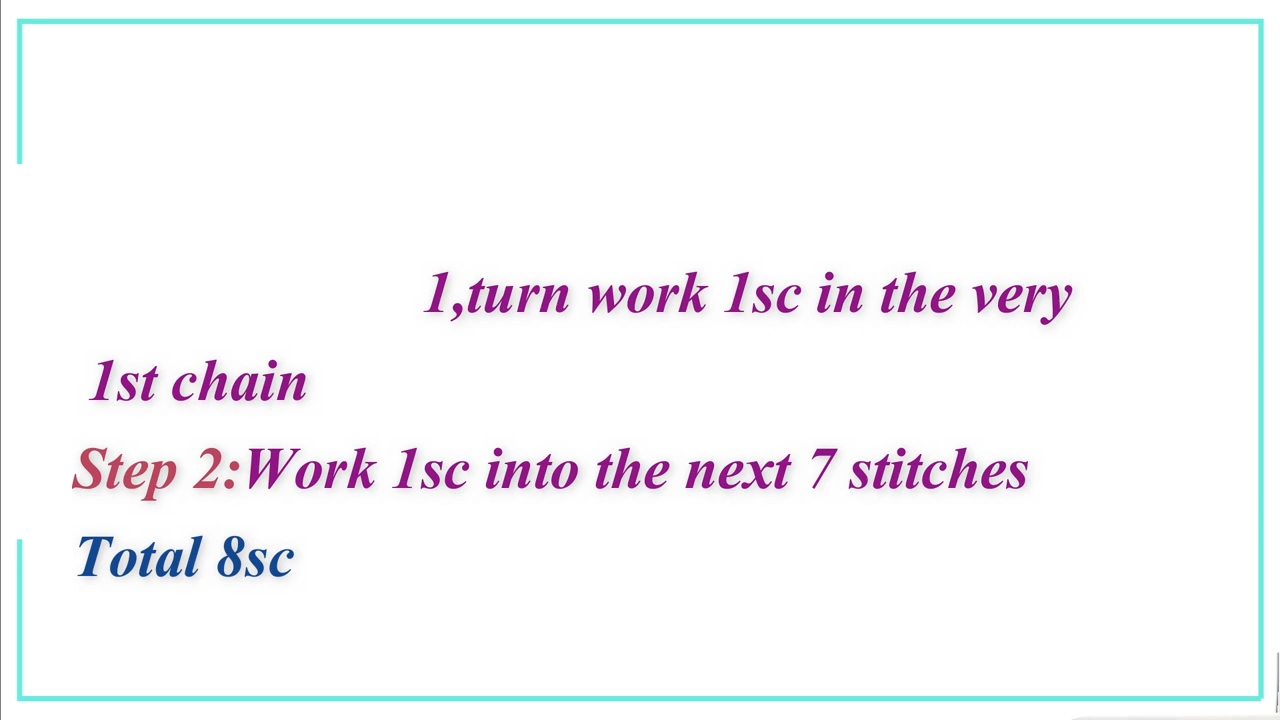 1,turn work 1sc in the very
1st chain
Step 2:Work 1sc into the next 7 stitches
Total 8sc